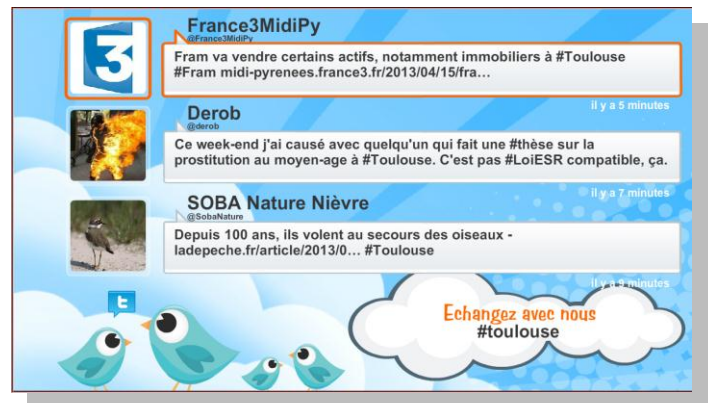 France3MidiPy
@France3MidiPy
3
Fram va vendre certains actifs, notamment immobiliers à #Toulouse
#Fram midi-pyrenees.france3.fr/2013/04/15/fra…
il y a 5 minutes
Derob
@derob
Ce week-end j'ai causé avec quelqu'un qui fait une #thèse sur la
prostitution au moyen-age à #Toulouse. C'est pas #LoiESR compatible, ça.
il y a 7 minutes
SOBA Nature Nièvre
@SobaNature
Depuis 100 ans, ils volent au secours des oiseaux -
ladepeche.fr/article/2013/0… #Toulouse
il y a 9 minutes
t
Echangez avec nous
#toulouse